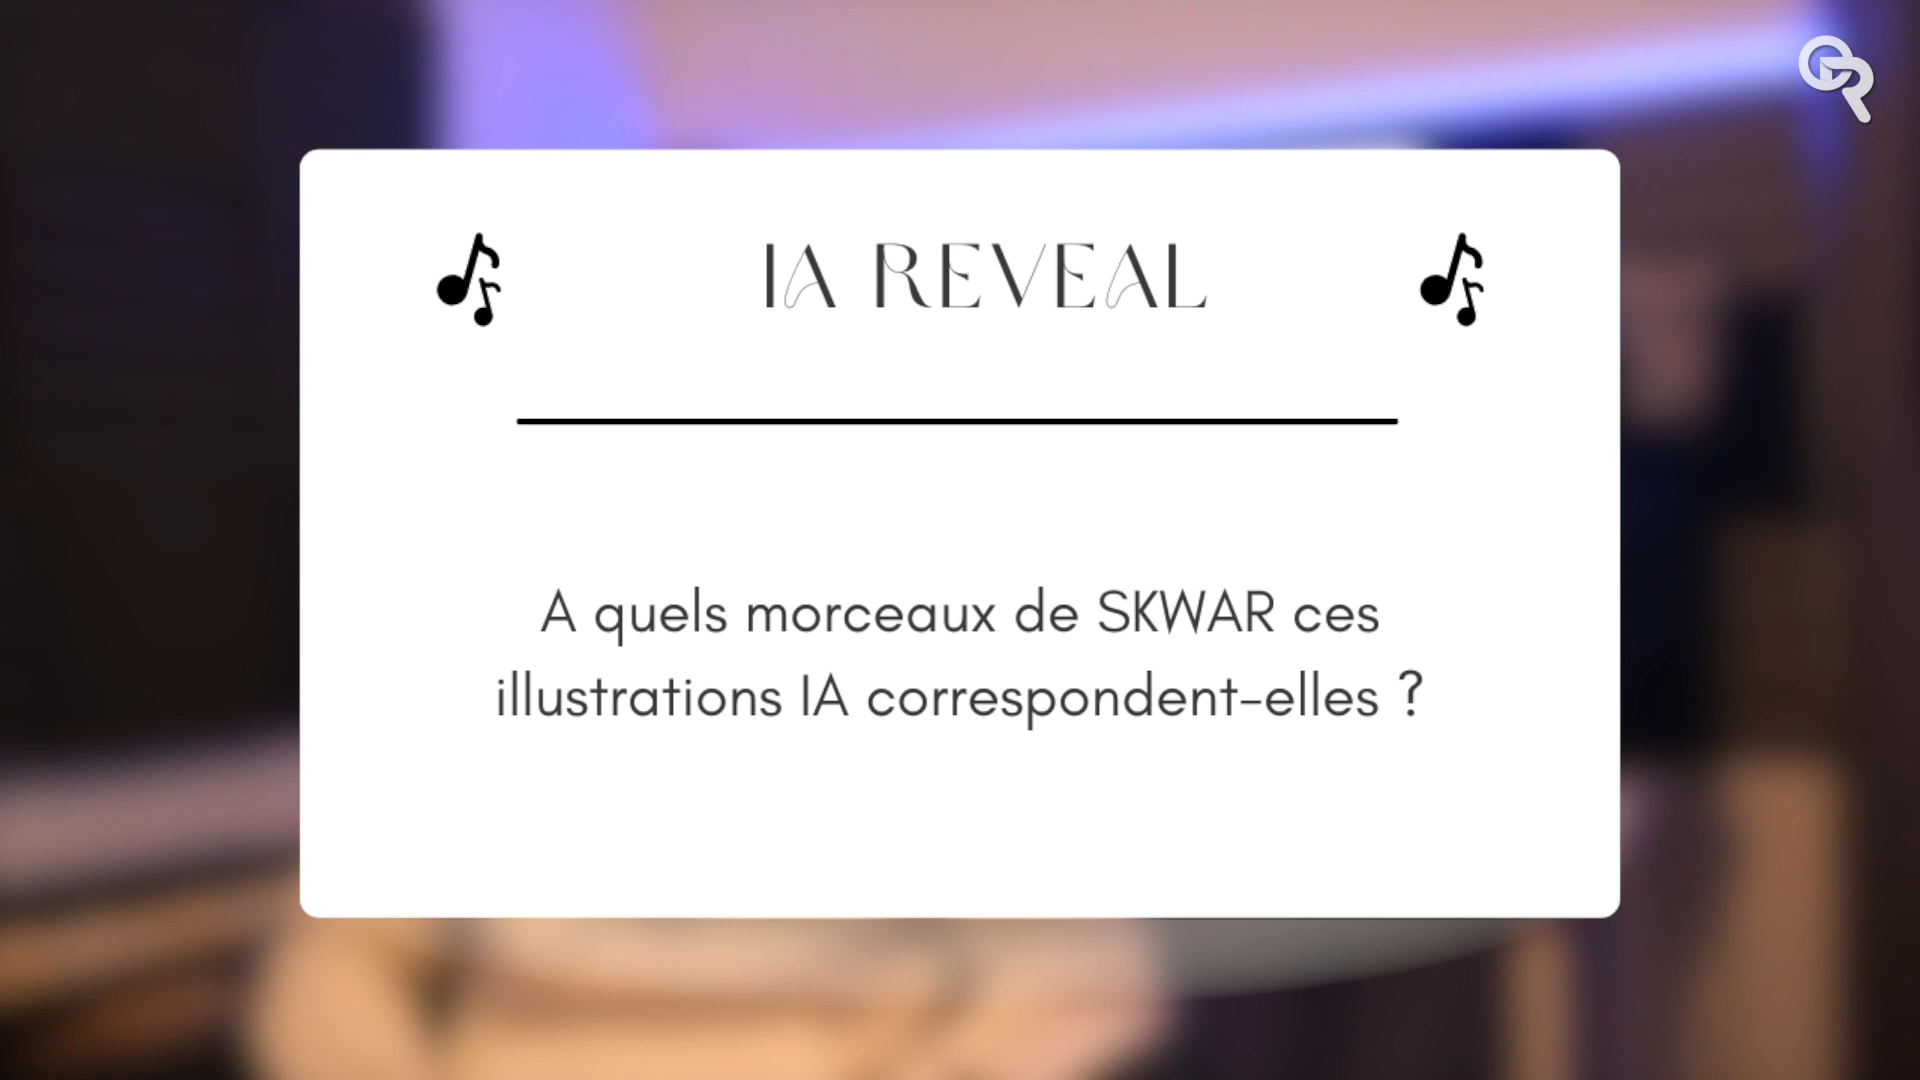 IA REVEAL
A quels morceaux de SKWAR ces
illustrations IA correspondent-elles ?